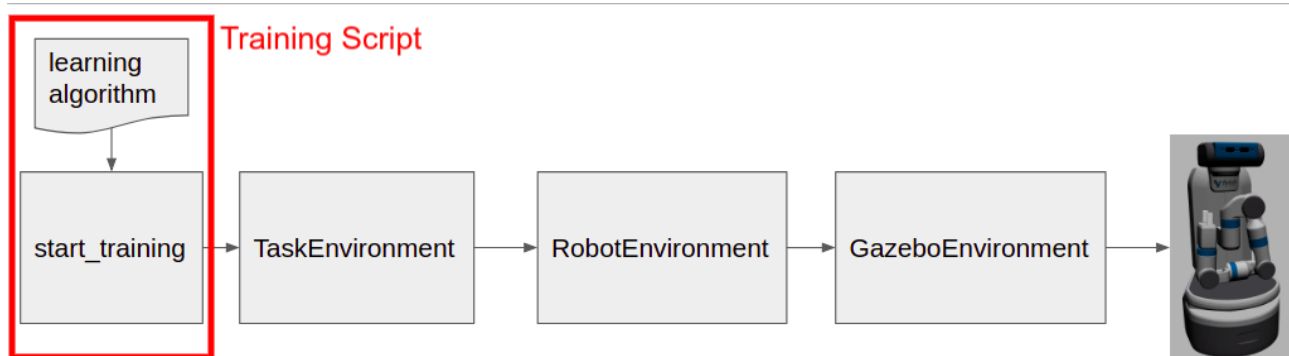 Training Script
learning
algorithm
start_training
TaskEnvironment
RobotEnvironment
GazeboEnvironment